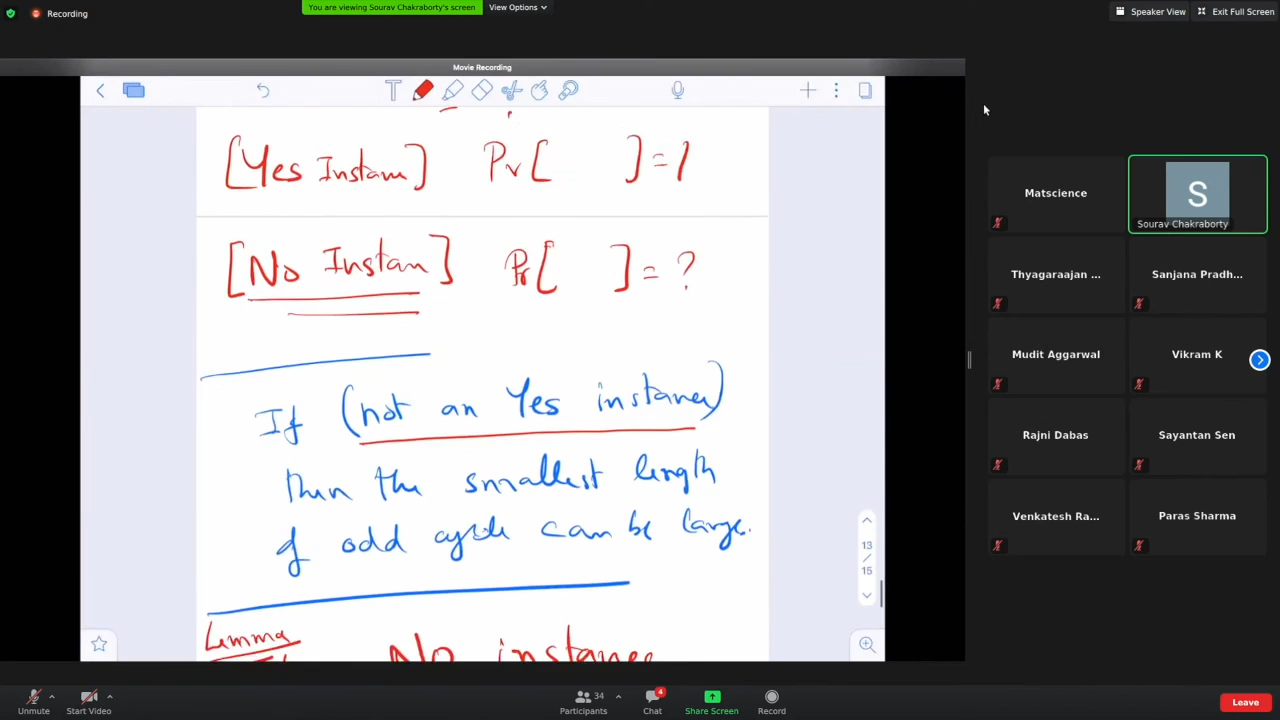 Recording
You are viewing Sourav Chakraborty's screen
View Options
Speaker View
Exit Full Screen
Movie Recording
[Yes Instan] Pr[ ]=1
[No Instan] Pr[ ]=?
If (not an Yes instance)
then the smallest length
of odd cycle can be large.
Lemma
No instance
13
/
15
Matscience
S
Sourav Chakraborty
Thyagaraajan ...
Sanjana Pradh...
Mudit Aggarwal
Vikram K
Rajni Dabas
Sayantan Sen
Venkatesh Ra...
Paras Sharma
Unmute
Start Video
34
Participants
4
Chat
Share Screen
Record
Leave